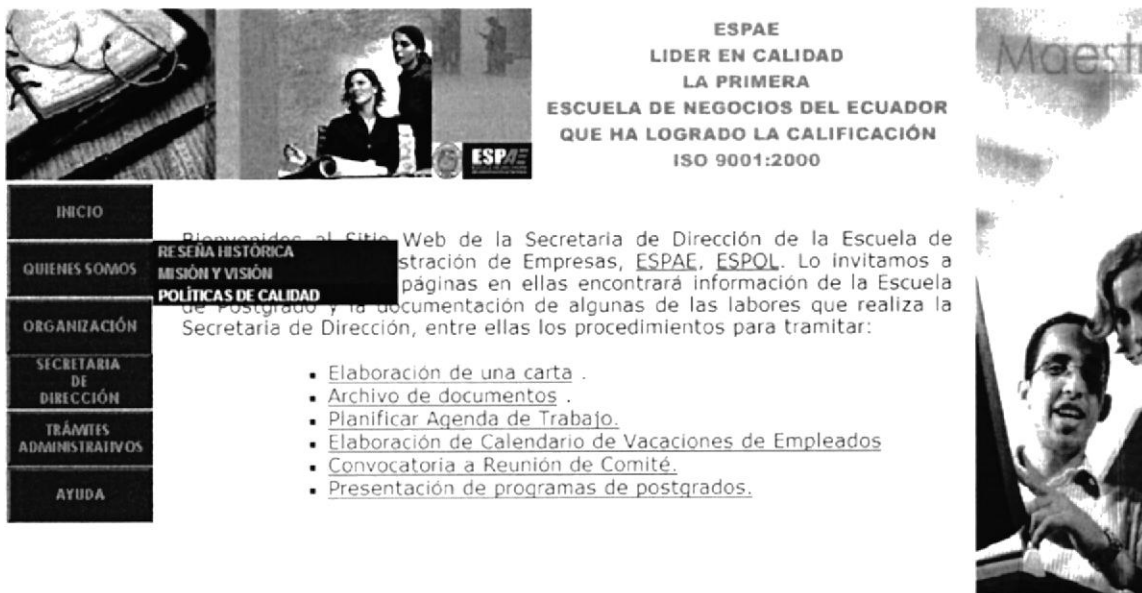 ESPAE
LIDER EN CALIDAD
LA PRIMERA
ESCUELA DE NEGOCIOS DEL ECUADOR
QUE HA LOGRADO LA CALIFICACIÓN
ISO 9001:2000
Maest
ESPAE
INICIO
QUIENES SOMOS
ORGANIZACIÓN
SECRETARIA
DE
DIRECCIÓN
TRÁMITES
ADMINISTRATIVOS
AYUDA
RESEÑA HISTÓRICA
MISIÓN Y VISIÓN
POLÍTICAS DE CALIDAD
Bienvenidos al Sitio Web de la Secretaria de Dirección de la Escuela de
stración de Empresas, ESPAE, ESPOL. Lo invitamos a
páginas en ellas encontrará información de la Escuela
de Postgrado y la documentación de algunas de las labores que realiza la
Secretaria de Dirección, entre ellas los procedimientos para tramitar:
▪ Elaboración de una carta .
▪ Archivo de documentos .
▪ Planificar Agenda de Trabajo.
▪ Elaboración de Calendario de Vacaciones de Empleados
▪ Convocatoria a Reunión de Comité.
▪ Presentación de programas de postgrados.